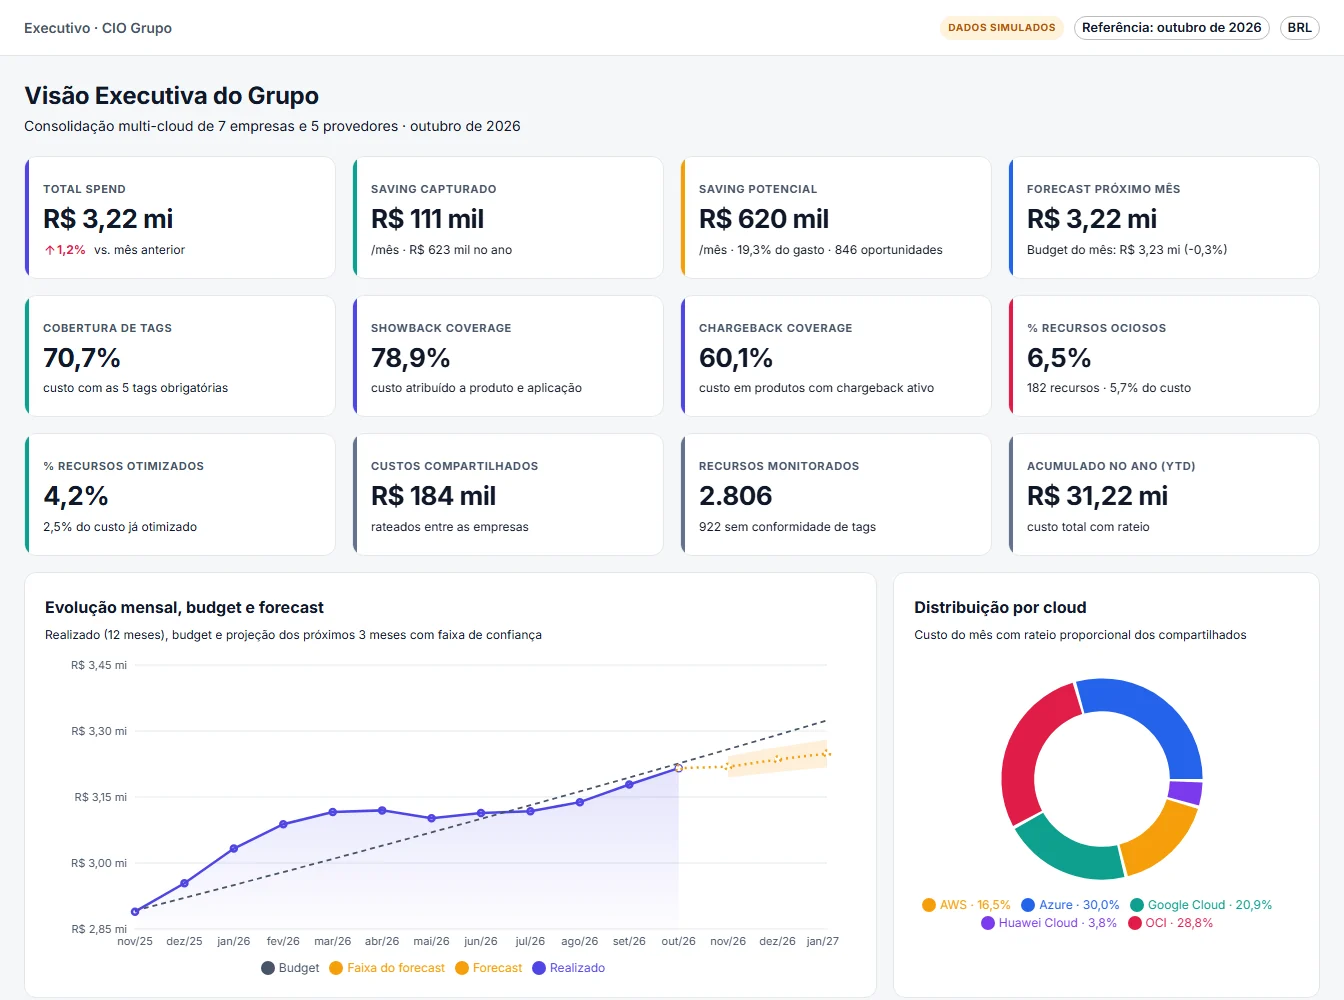 Executivo · CIO Grupo
DADOS SIMULADOS
Referência: outubro de 2026
BRL
Visão Executiva do Grupo
Consolidação multi-cloud de 7 empresas e 5 provedores · outubro de 2026
TOTAL SPEND
R$ 3,22 mi
↑1,2% vs. mês anterior
SAVING CAPTURADO
R$ 111 mil
/mês · R$ 623 mil no ano
SAVING POTENCIAL
R$ 620 mil
/mês · 19,3% do gasto · 846 oportunidades
FORECAST PRÓXIMO MÊS
R$ 3,22 mi
Budget do mês: R$ 3,23 mi (-0,3%)
COBERTURA DE TAGS
70,7%
custo com as 5 tags obrigatórias
SHOWBACK COVERAGE
78,9%
custo atribuído a produto e aplicação
CHARGEBACK COVERAGE
60,1%
custo em produtos com chargeback ativo
% RECURSOS OCIOSOS
6,5%
182 recursos · 5,7% do custo
% RECURSOS OTIMIZADOS
4,2%
2,5% do custo já otimizado
CUSTOS COMPARTILHADOS
R$ 184 mil
rateados entre as empresas
RECURSOS MONITORADOS
2.806
922 sem conformidade de tags
ACUMULADO NO ANO (YTD)
R$ 31,22 mi
custo total com rateio
Evolução mensal, budget e forecast
Realizado (12 meses), budget e projeção dos próximos 3 meses com faixa de confiança
R$ 3,45 mi
R$ 3,30 mi
R$ 3,15 mi
R$ 3,00 mi
R$ 2,85 mi
nov/25 dez/25 jan/26 fev/26 mar/26 abr/26 mai/26 jun/26 jul/26 ago/26 set/26 out/26 nov/26 dez/26 jan/27
Budget Faixa do forecast Forecast Realizado
Distribuição por cloud
Custo do mês com rateio proporcional dos compartilhados
AWS · 16,5% Azure · 30,0% Google Cloud · 20,9%
Huawei Cloud · 3,8% OCI · 28,8%